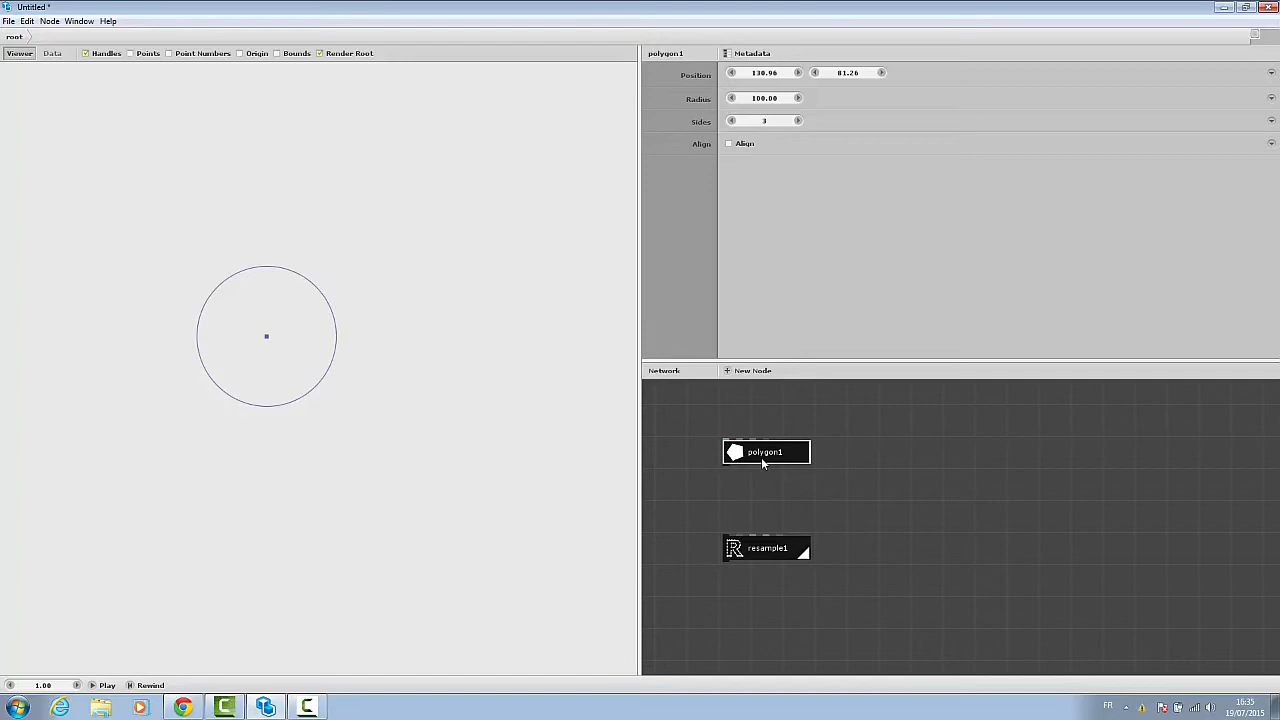 Untitled *
File Edit Node Window Help
root
Viewer Data Handles Points Point Numbers Origin Bounds Render Root
polygon1 Metadata
Position 130.96 81.26
Radius 100.00
Sides 3
Align Align
Network + New Node
polygon1
R resample1
1.00 Play Rewind
FR 16:35
19/07/2015